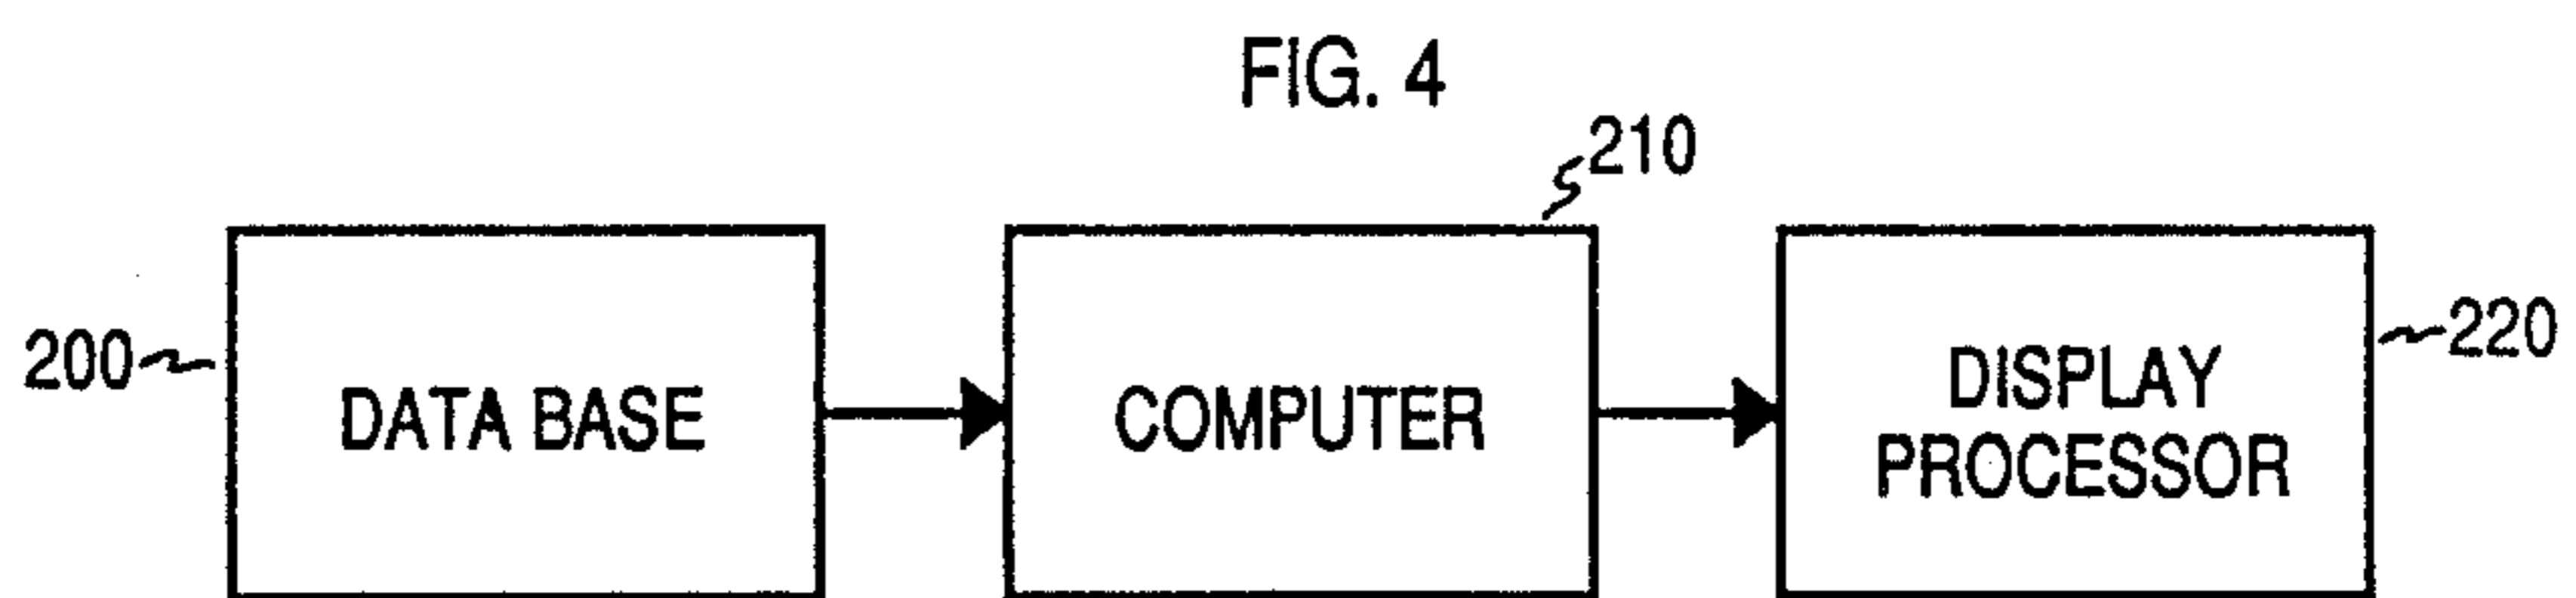 FIG. 4
210
200
DATA BASE
COMPUTER
DISPLAY
PROCESSOR
220